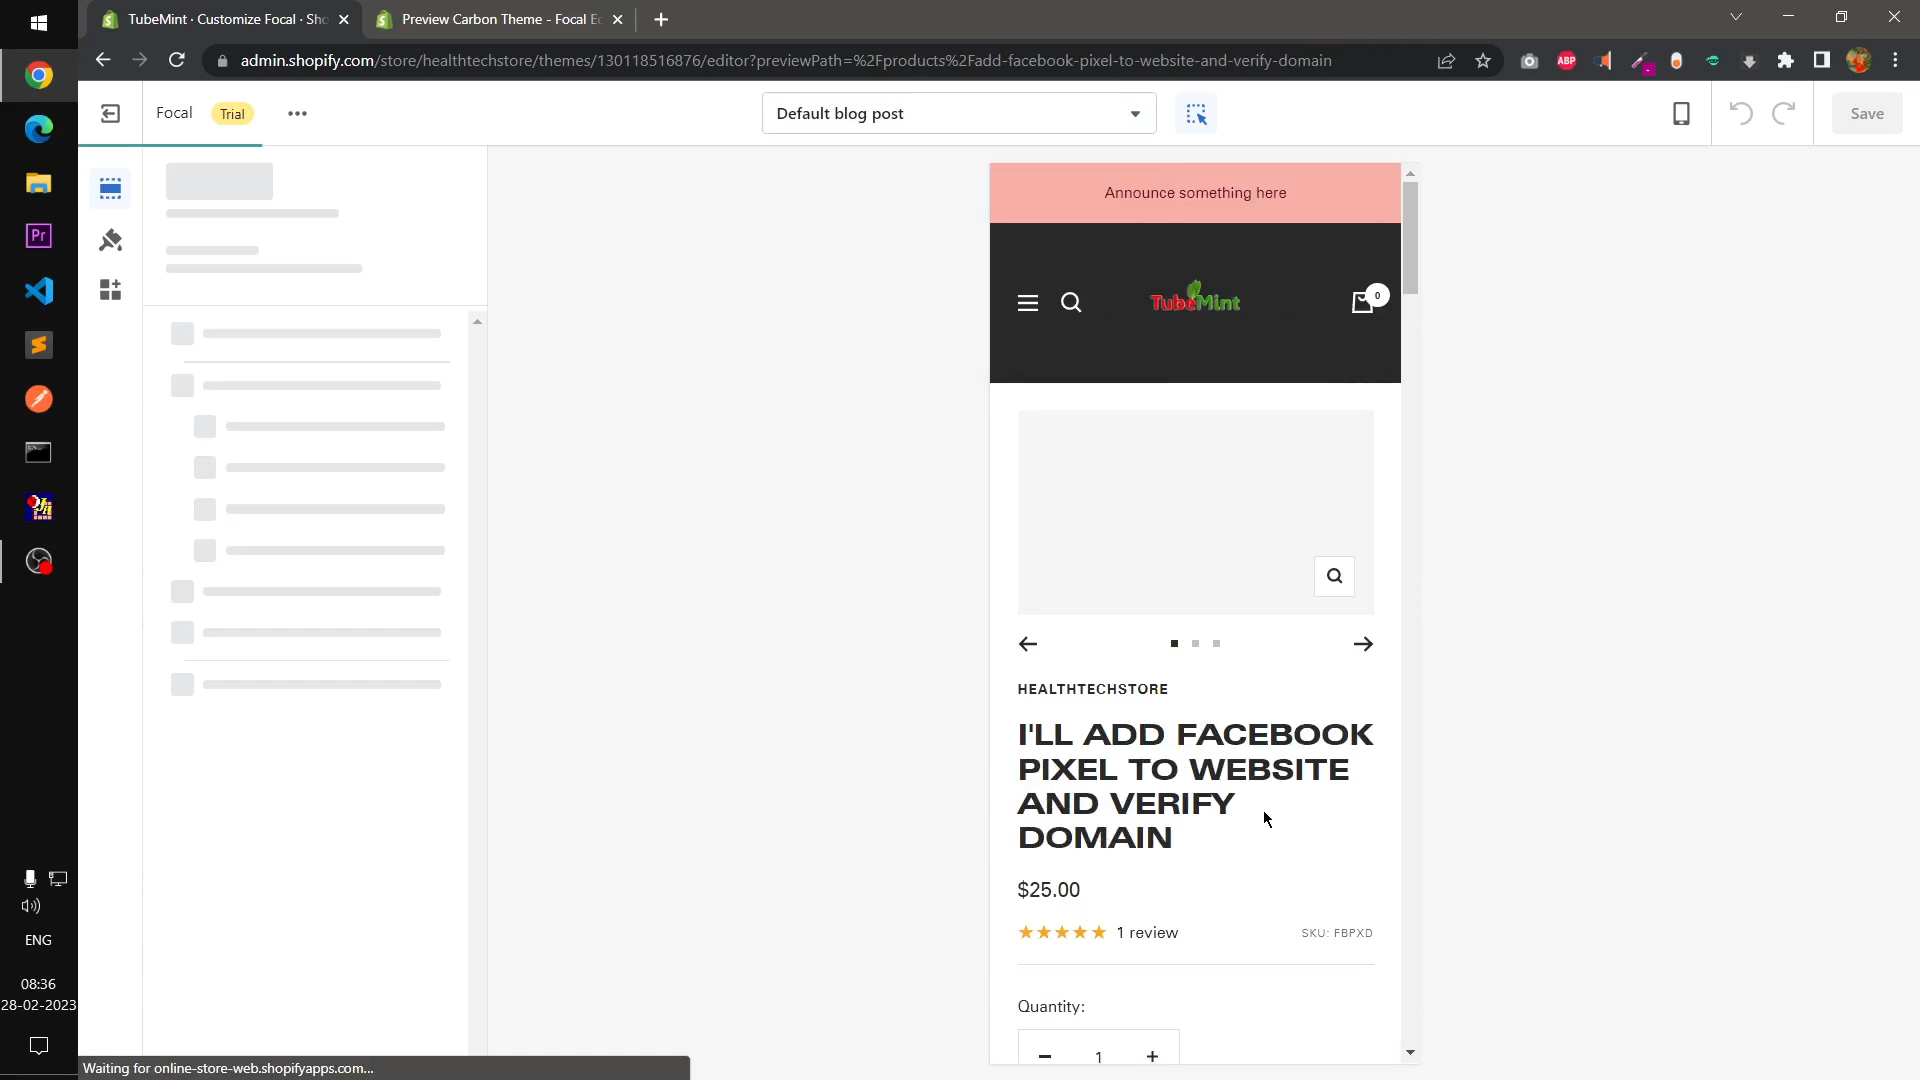 TubeMint · Customize Focal · Sho
Preview Carbon Theme - Focal E
admin.shopify.com/store/healthtechstore/themes/130118516876/editor?previewPath=%2Fproducts%2Fadd-facebook-pixel-to-website-and-verify-domain
ABP
Focal
Trial
Default blog post
Save
Pr
Announce something here
TubeMint
0
HEALTHTECHSTORE
I'LL ADD FACEBOOK
PIXEL TO WEBSITE
AND VERIFY
DOMAIN
$25.00
1 review
SKU: FBPXD
Quantity:
1
ENG
08:36
28-02-2023
Waiting for online-store-web.shopifyapps.com...